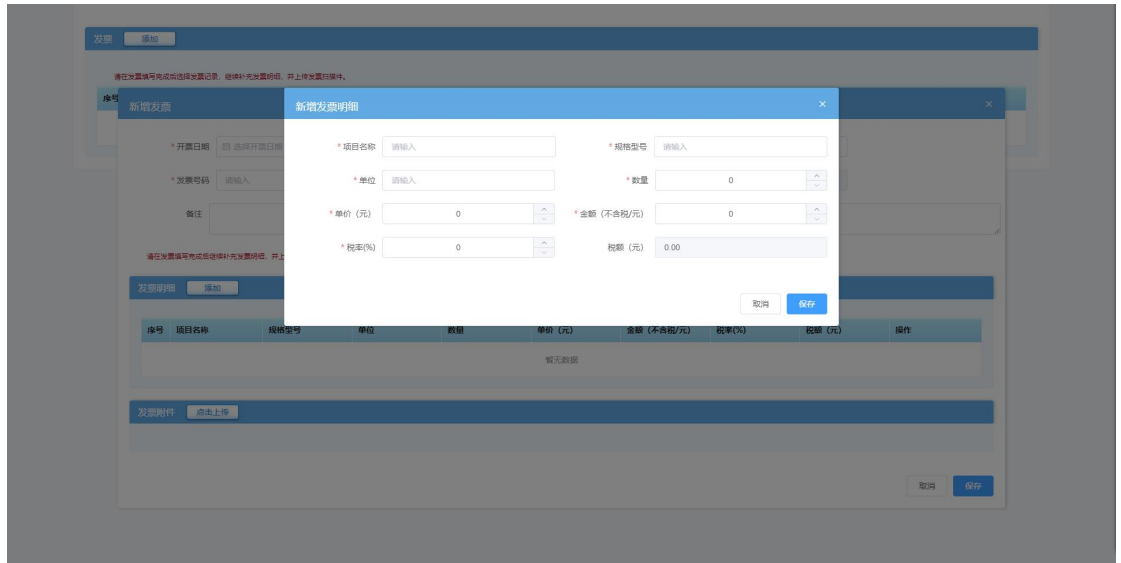 发票 添加
请在发票填写完成后选择发票记录，继续补充发票明细，并上传发票扫描件。
序号
新增发票 ×
新增发票明细 ×
* 开票日期 选择开票日期
* 项目名称 请输入 * 规格型号 请输入
* 发票号码 请输入
* 单位 请输入 * 数量 0
备注
* 单价（元） 0 * 金额（不含税/元） 0
* 税率(%) 0 税额（元） 0.00
请在发票填写完成后继续补充发票明细，并上
发票明细 添加
取消 保存
序号 项目名称 规格型号 单位 数量 单价（元） 金额（不含税/元） 税率(%) 税额（元） 操作
暂无数据
发票附件 点击上传
取消 保存